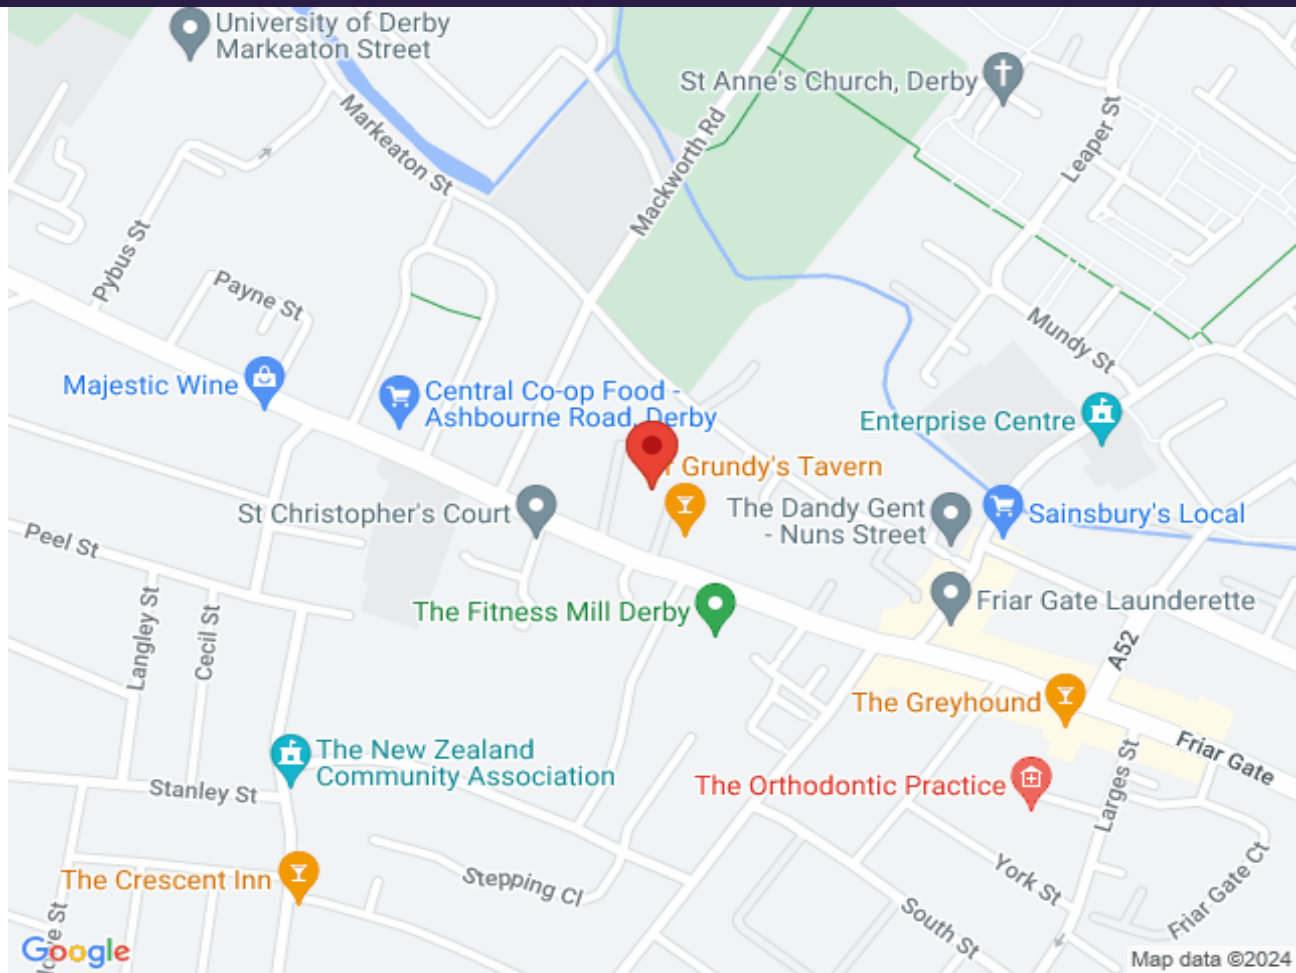 University of Derby
Markeaton Street
St Anne's Church, Derby
Markeaton St
Mackworth Rd
Leaper St
Pybus St
Payne St
Mundy St
Majestic Wine
Central Co-op Food -
Ashbourne Road, Derby
Enterprise Centre
Grundy's Tavern
St Christopher's Court
The Dandy Gent
- Nuns Street
Sainsbury's Local
Peel St
Langley St
Cecil St
The Fitness Mill Derby
Friar Gate Launderette
A52
The Greyhound
Friar Gate
The New Zealand
Community Association
Stanley St
The Orthodontic Practice
Larges St
The Crescent Inn
Stepping Cl
York St
South St
Friar Gate Ct
St
Google
Map data ©2024